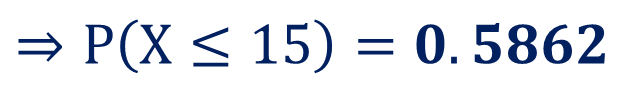 ⇒ P(X ≤ 15) = 0.5862